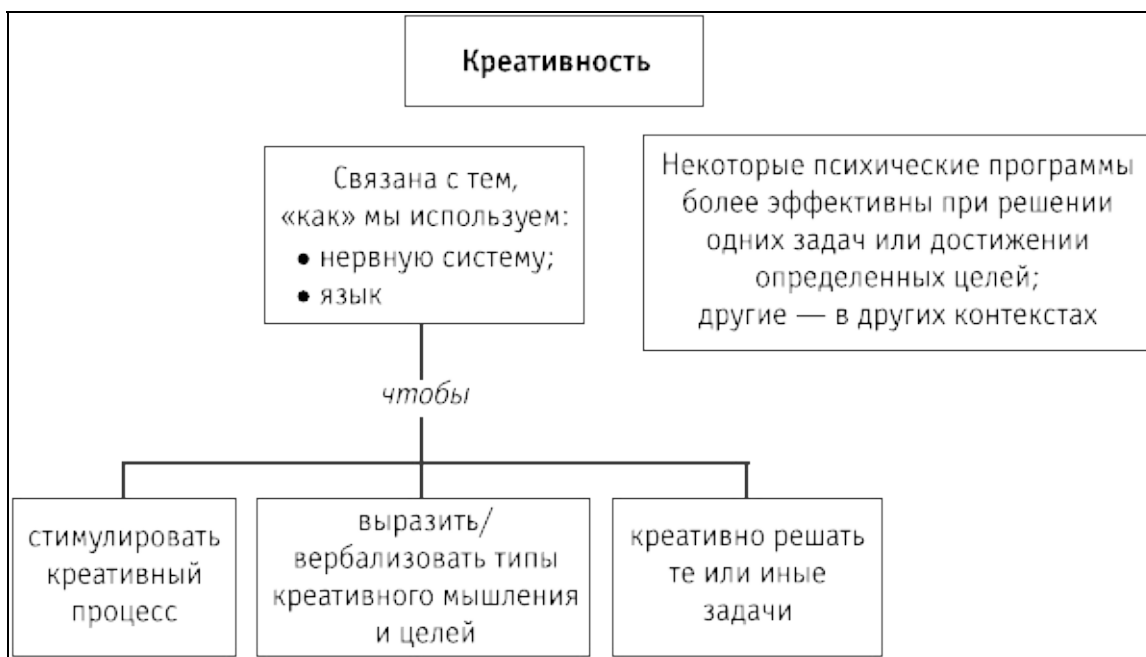 Креативность
Связана с тем,
«как» мы используем:
• нервную систему;
• язык
Некоторые психические программы
более эффективны при решении
одних задач или достижении
определенных целей;
другие — в других контекстах
чтобы
стимулировать
креативный
процесс
выразить/
вербализовать типы
креативного мышления
и целей
креативно решать
те или иные
задачи